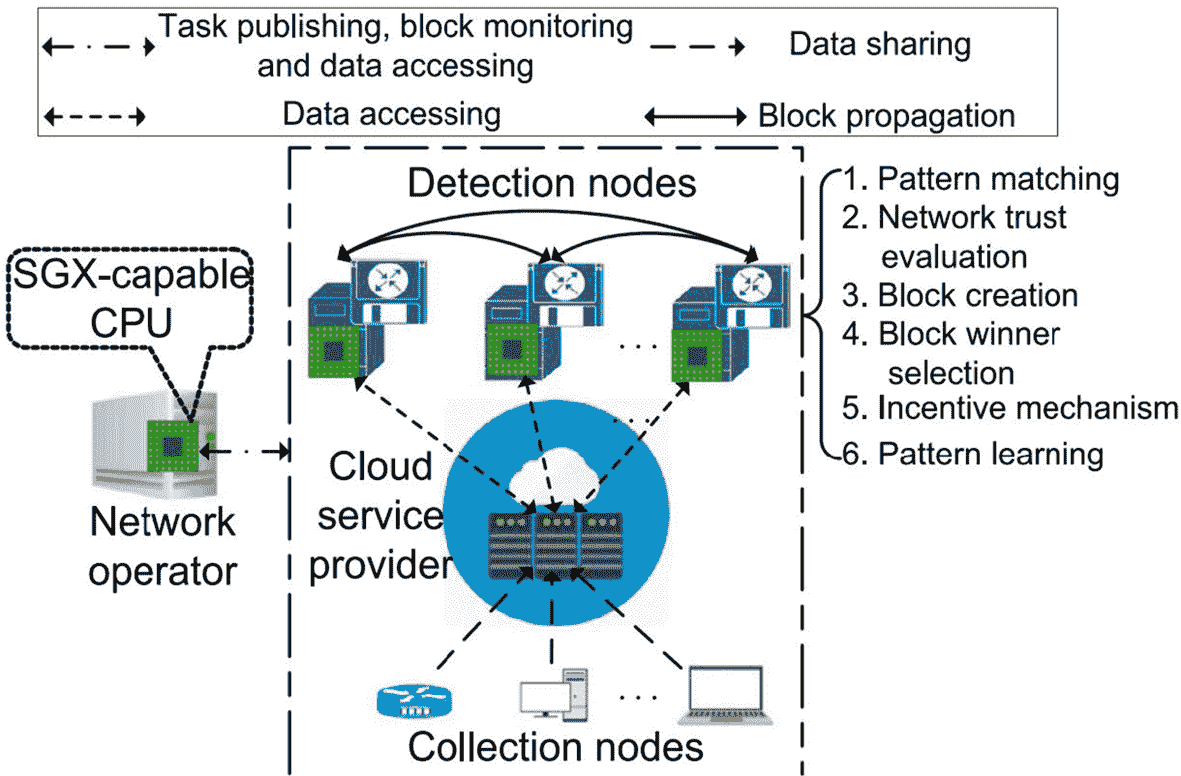 Task publishing, block monitoring
and data accessing
Data sharing
Data accessing
Block propagation
Detection nodes
SGX-capable
CPU
Network
operator
Cloud
service
provider
Collection nodes
1. Pattern matching
2. Network trust
evaluation
3. Block creation
4. Block winner
selection
5. Incentive mechanism
6. Pattern learning